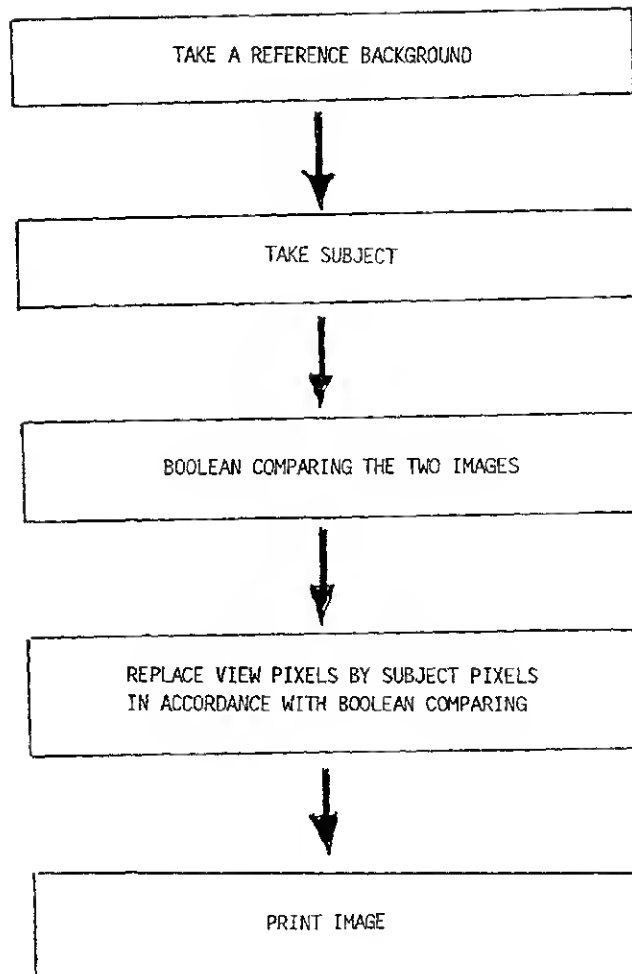 TAKE A REFERENCE BACKGROUND
TAKE SUBJECT
BOOLEAN COMPARING THE TWO IMAGES
REPLACE VIEW PIXELS BY SUBJECT PIXELS
IN ACCORDANCE WITH BOOLEAN COMPARING
PRINT IMAGE